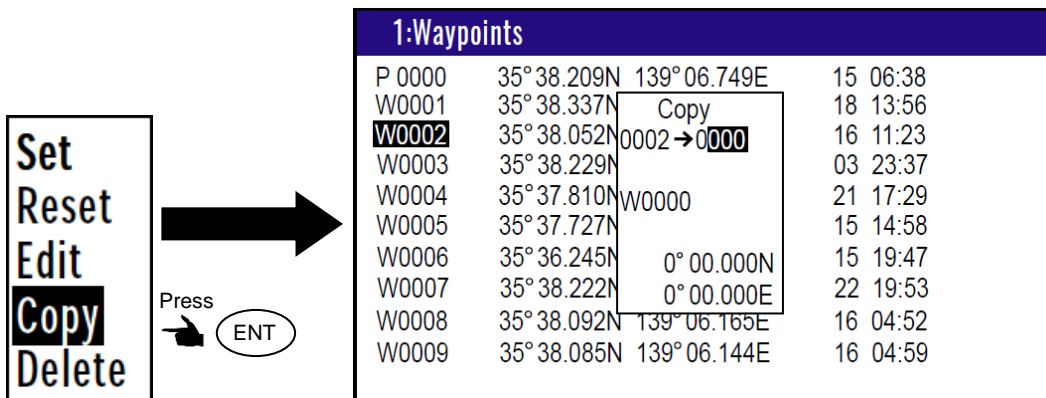 Set
Reset
Edit
Copy
Delete
Press
ENT
1:Waypoints
P 0000 35°38.209N 139°06.749E 15 06:38
W0001 35°38.337N 18 13:56
W0002 35°38.052N 16 11:23
W0003 35°38.229N 03 23:37
W0004 35°37.810N 21 17:29
W0005 35°37.727N 15 14:58
W0006 35°36.245N 15 19:47
W0007 35°38.222N 22 19:53
W0008 35°38.092N 139°06.165E 16 04:52
W0009 35°38.085N 139°06.144E 16 04:59
Copy
0002→0000
W0000
0°00.000N
0°00.000E